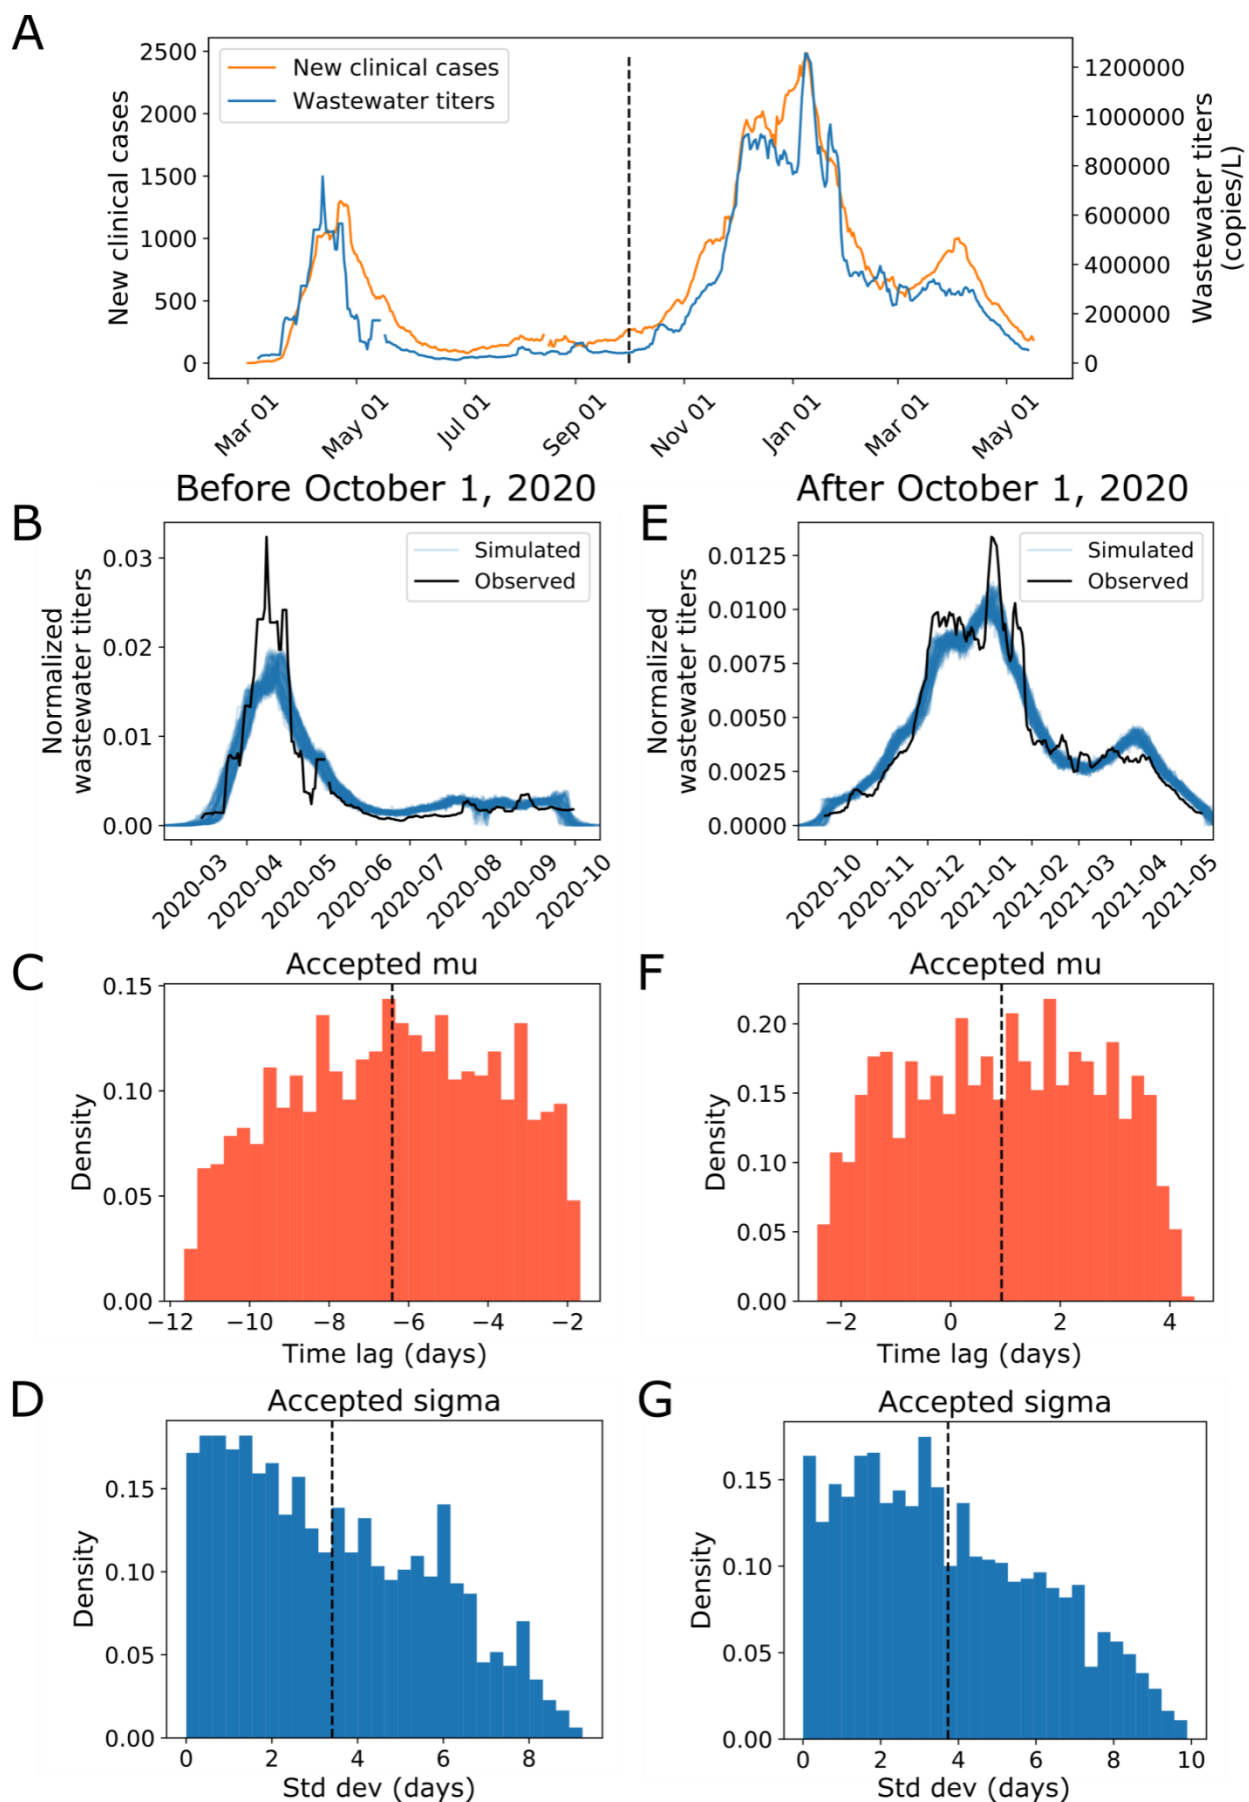 A
New clinical cases
Wastewater titers
2500
2000
1500
1000
500
0
New clinical cases
1200000
1000000
800000
600000
400000
200000
0
Wastewater titers
(copies/L)
Mar 01
May 01
Jul 01
Sep 01
Nov 01
Jan 01
Mar 01
May 01
Before October 1, 2020
B
Simulated
Observed
0.03
0.02
0.01
0.00
Normalized
wastewater titers
2020-03
2020-04
2020-05
2020-06
2020-07
2020-08
2020-09
2020-10
After October 1, 2020
E
Simulated
Observed
0.0125
0.0100
0.0075
0.0050
0.0025
0.0000
Normalized
wastewater titers
2020-10
2020-11
2020-12
2021-01
2021-02
2021-03
2021-04
2021-05
C
Accepted mu
0.15
0.10
0.05
0.00
Density
−12
−10
−8
−6
−4
−2
Time lag (days)
F
Accepted mu
0.20
0.15
0.10
0.05
0.00
Density
−2
0
2
4
Time lag (days)
D
Accepted sigma
0.15
0.10
0.05
0.00
Density
0
2
4
6
8
Std dev (days)
G
Accepted sigma
0.15
0.10
0.05
0.00
Density
0
2
4
6
8
10
Std dev (days)